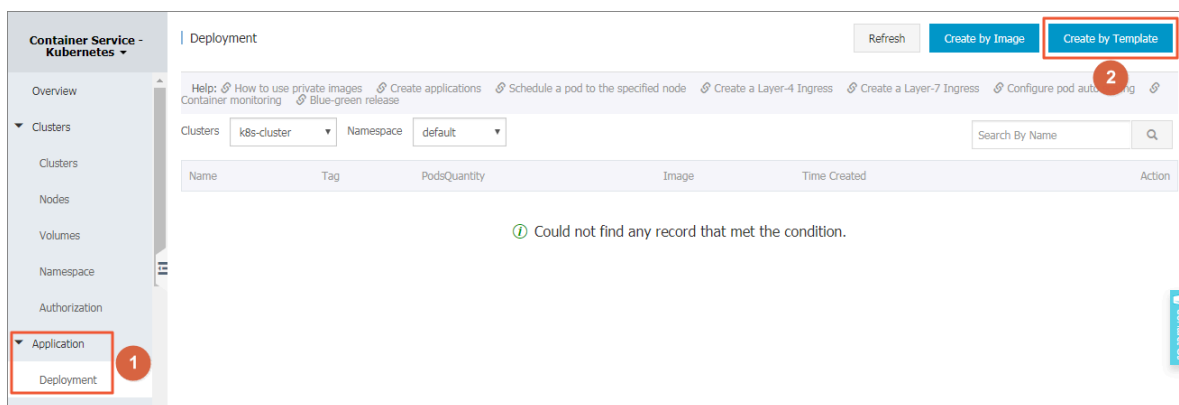 Container Service -
Kubernetes
Overview
Clusters
Clusters
Nodes
Volumes
Namespace
Authorization
Application
Deployment
1
Deployment
Refresh
Create by Image
Create by Template
2
Help: How to use private images Create applications Schedule a pod to the specified node Create a Layer-4 Ingress Create a Layer-7 Ingress Configure pod
Container monitoring Blue-green release
Clusters k8s-cluster Namespace default Search By Name
Name Tag PodsQuantity Image Time Created Action
Could not find any record that met the condition.